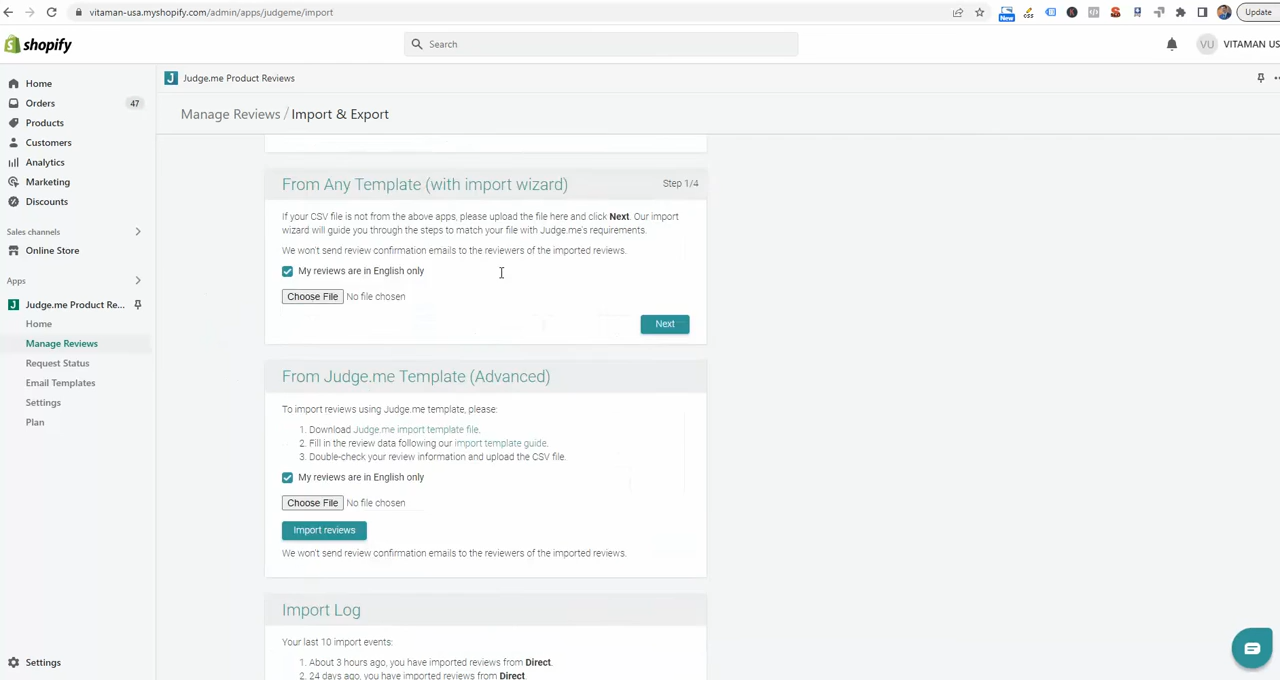 vitaman-usa.myshopify.com/admin/apps/judgeme/import
New
css
Update
shopify
Search
VU
VITAMAN US
Home
Orders
47
Products
Customers
Analytics
Marketing
Discounts
Sales channels
Online Store
Apps
J
Judge.me Product Re...
Home
Manage Reviews
Request Status
Email Templates
Settings
Plan
Settings
J
Judge.me Product Reviews
Manage Reviews / Import & Export
From Any Template (with import wizard)
Step 1/4
If your CSV file is not from the above apps, please upload the file here and click Next. Our import
wizard will guide you through the steps to match your file with Judge.me's requirements.
We won't send review confirmation emails to the reviewers of the imported reviews.
My reviews are in English only
Choose File No file chosen
Next
From Judge.me Template (Advanced)
To import reviews using Judge.me template, please:
1. Download Judge.me import template file.
2. Fill in the review data following our import template guide.
3. Double-check your review information and upload the CSV file.
My reviews are in English only
Choose File No file chosen
Import reviews
We won't send review confirmation emails to the reviewers of the imported reviews.
Import Log
Your last 10 import events:
1. About 3 hours ago, you have imported reviews from Direct.
2. 24 days ago, you have imported reviews from Direct.